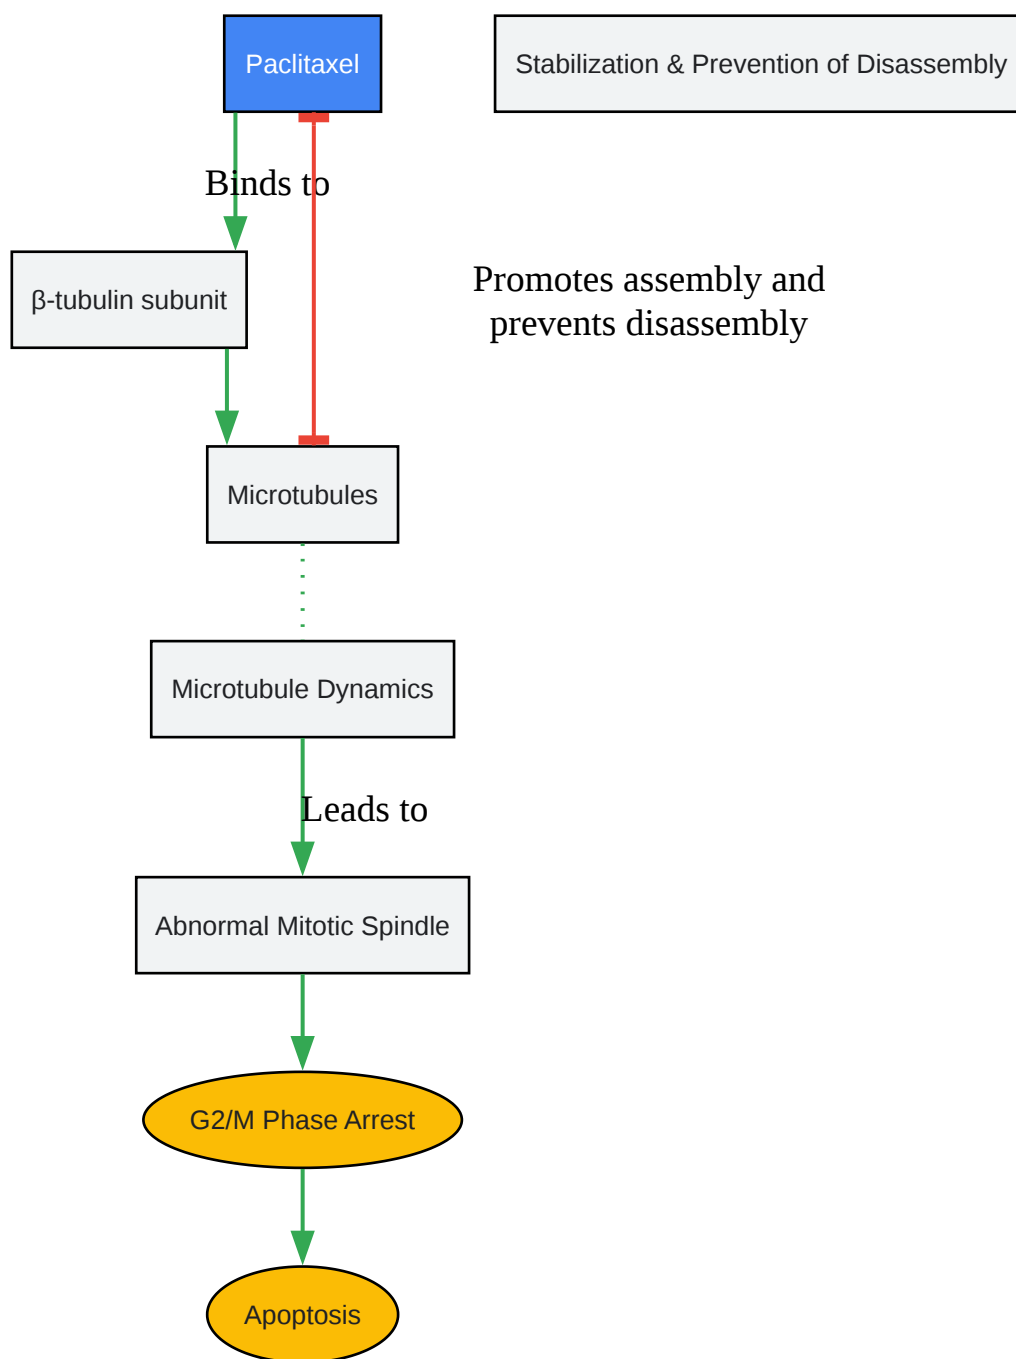 Paclitaxel
Stabilization & Prevention of Disassembly
Binds to
Promotes assembly and
prevents disassembly
β-tubulin subunit
Microtubules
Microtubule Dynamics
Leads to
Abnormal Mitotic Spindle
G2/M Phase Arrest
Apoptosis